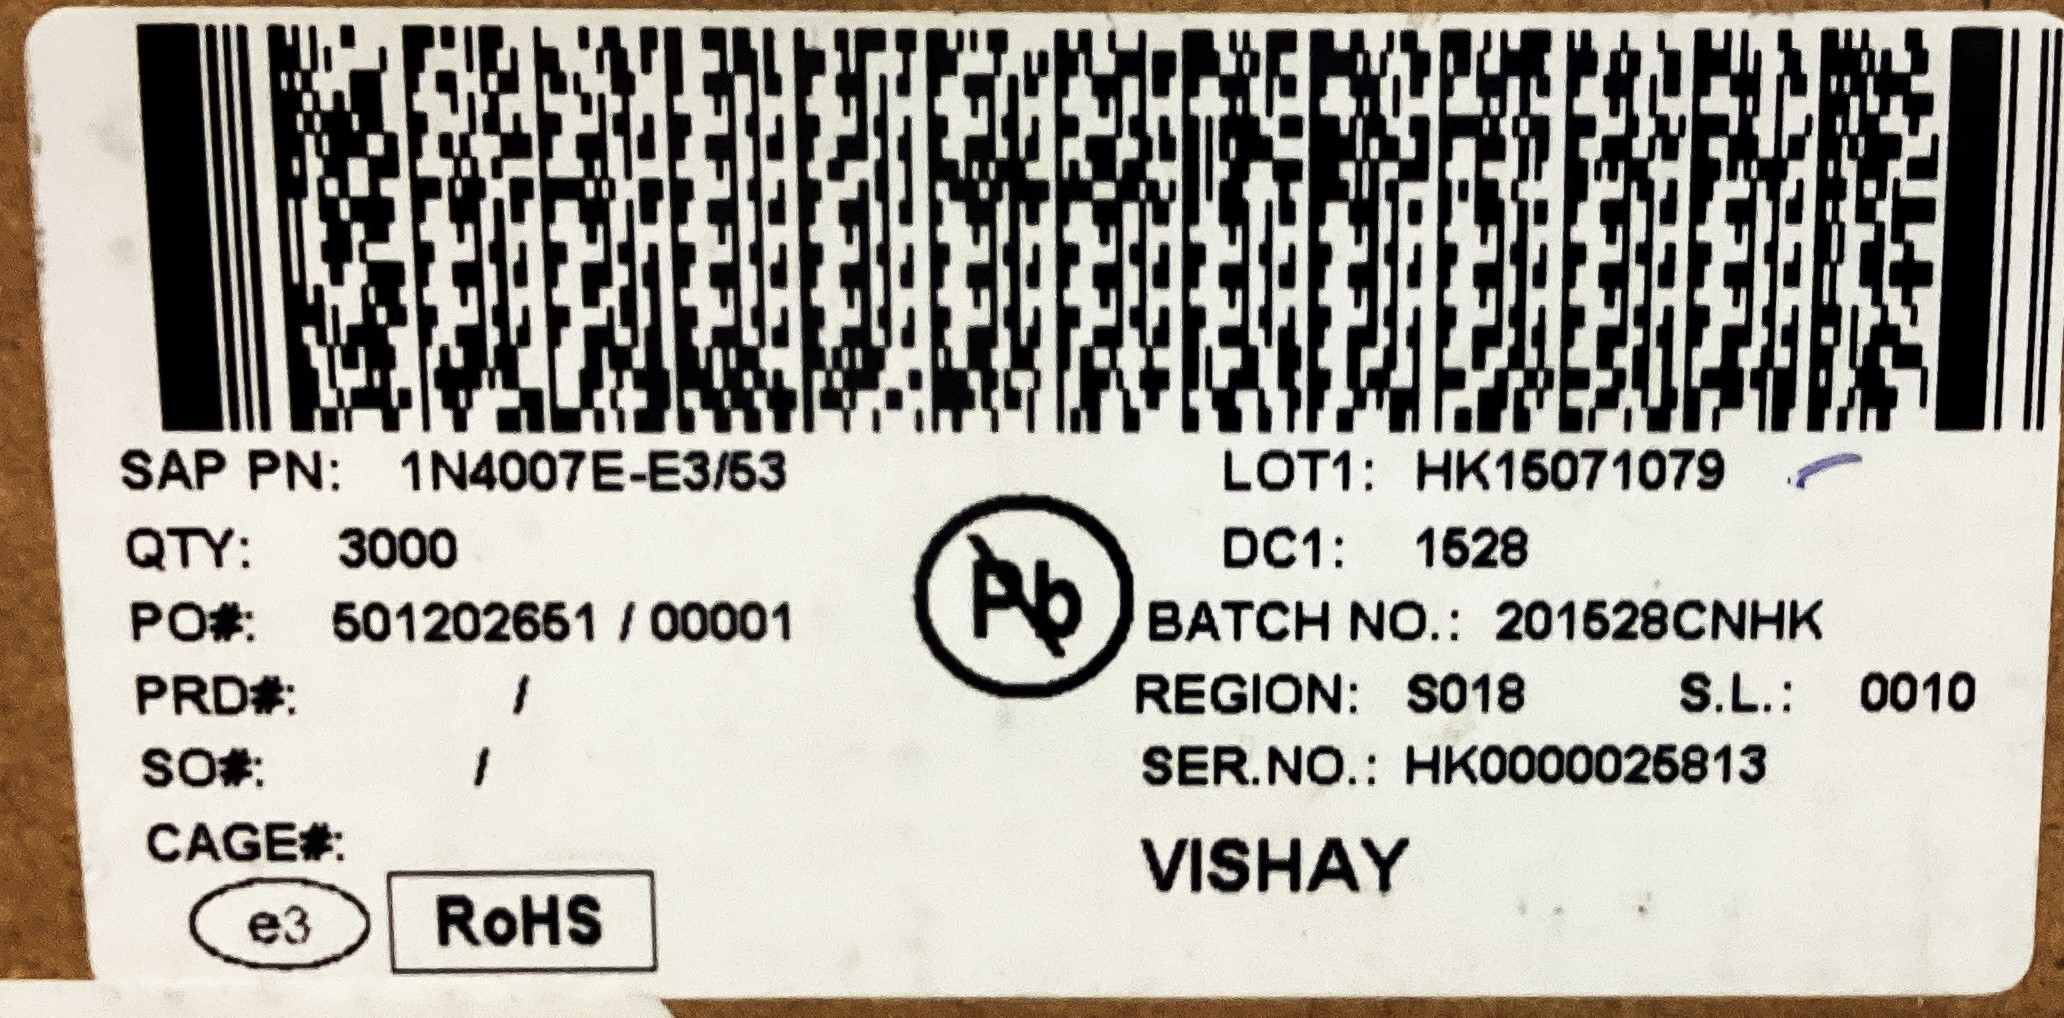 SAP PN: 1N4007E-E3/53
LOT1: HK15071079
QTY: 3000
DC1: 1528
PO#: 501202651 / 00001
Pb
BATCH NO.: 201528CNHK
PRD#: /
REGION: S018 S.L.: 0010
SO#: /
SER.NO.: HK0000025813
CAGE#:
VISHAY
e3
RoHS